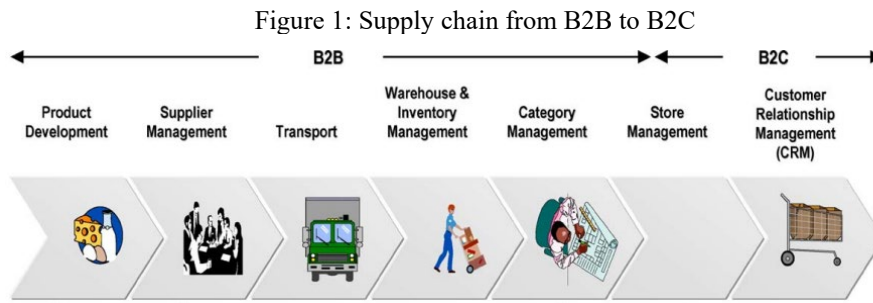 Figure 1: Supply chain from B2B to B2C
B2B
B2C
Product
Development
Supplier
Management
Transport
Warehouse &
Inventory
Management
Category
Management
Store
Management
Customer
Relationship
Management
(CRM)